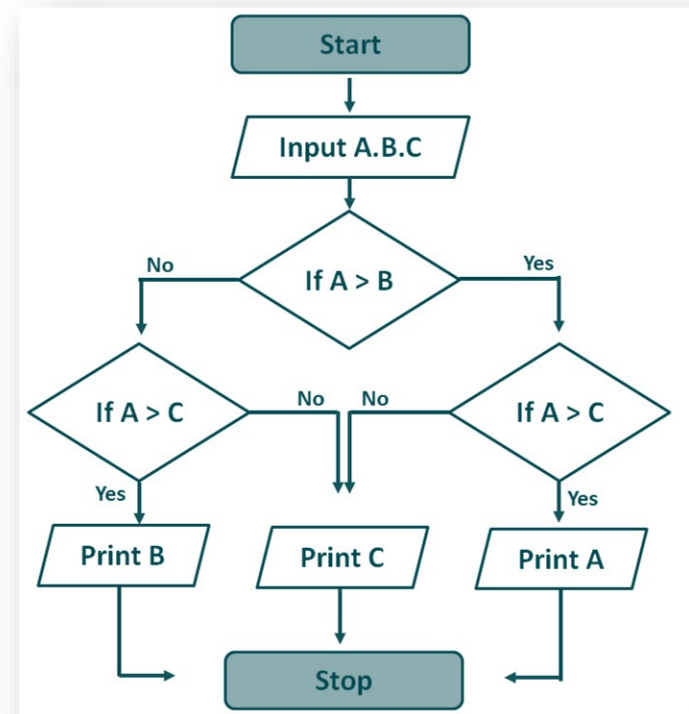 Start
Input A.B.C
If A > B
No
Yes
If A > C
No
No
If A > C
Yes
Yes
Print B
Print C
Print A
Stop